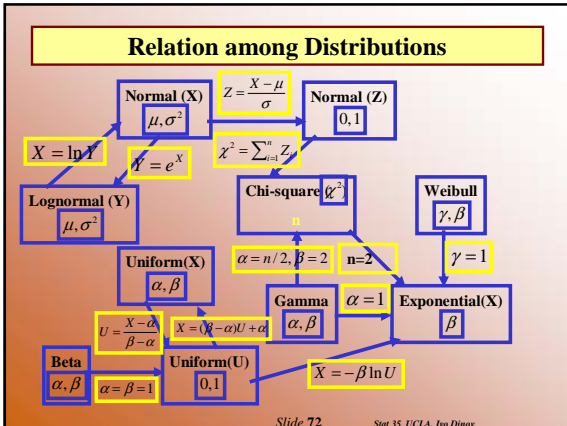 Relation among Distributions
Normal (X)
μ, σ²
Z = (X − μ)/σ
Normal (Z)
0,1
X = ln Y
Y = e^X
χ² = ∑_{i=1}^{n} Z_i
Lognormal (Y)
μ, σ²
Chi-square (χ²)
n
Weibull
γ, β
Uniform(X)
α, β
α = n/2, β = 2
n=2
γ = 1
Gamma
α, β
α = 1
Exponential(X)
β
U = (X−α)/(β−α)
X = (β−α)U+α
Beta
α, β
α = β = 1
Uniform(U)
0,1
X = −β ln U
Slide 72
Stat 35, UCLA, Ivo Dinov